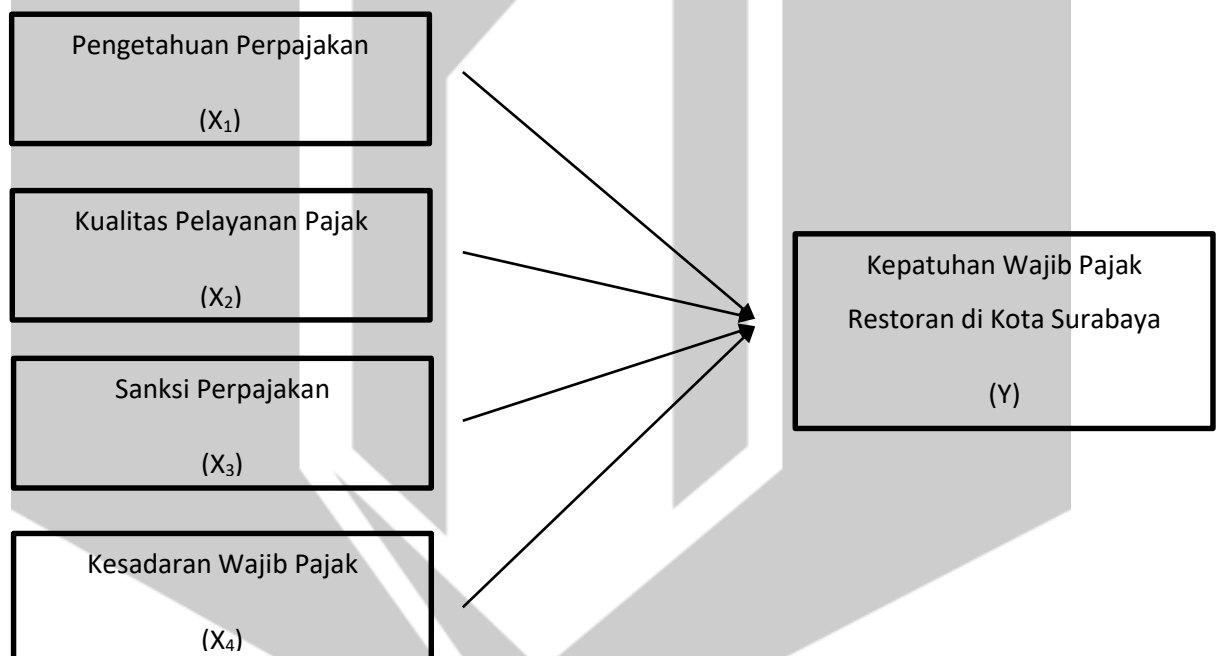 Pengetahuan Perpajakan
(X₁)
Kualitas Pelayanan Pajak
(X₂)
Sanksi Perpajakan
(X₃)
Kesadaran Wajib Pajak
(X₄)
Kepatuhan Wajib Pajak
Restoran di Kota Surabaya
(Y)